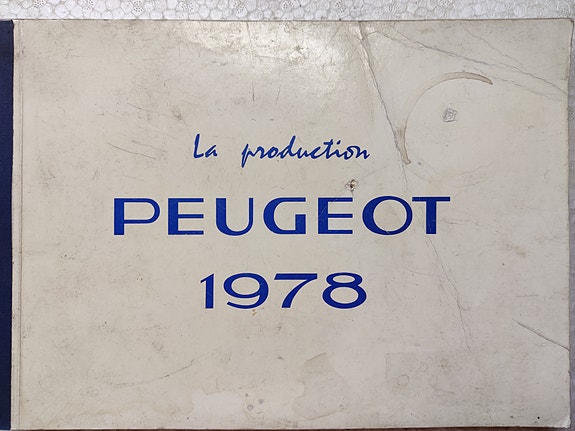 La production
PEUGEOT
1978